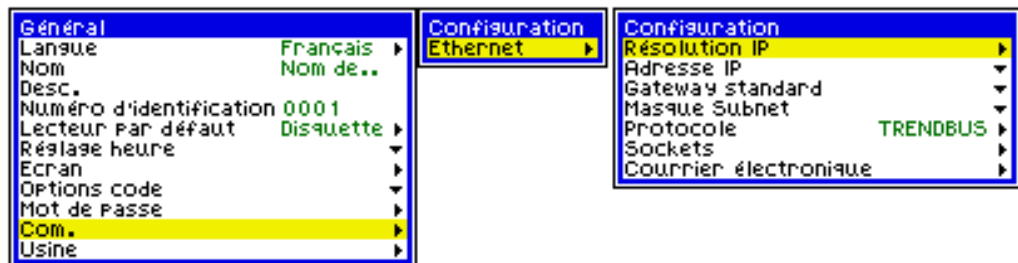 Général
Langue Français
Nom Nom de..
Desc.
Numéro d'identification 0001
Lecteur par défaut Disquette
Réglage heure
Ecran
Options code
Mot de passe
Com.
Usine
Configuration
Ethernet
Configuration
Résolution IP
Adresse IP
Gateway standard
Masque Subnet
Protocole TRENDBUS
Sockets
Courrier électronique